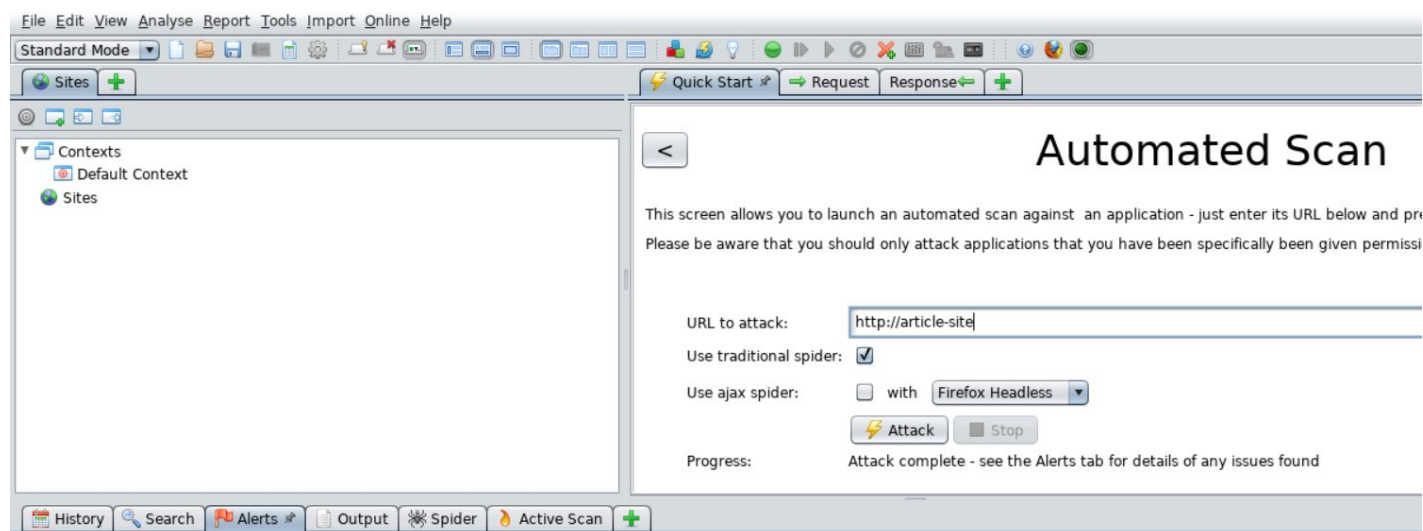 File Edit View Analyse Report Tools Import Online Help
Standard Mode
Sites
Quick Start Request Response
Contexts
Default Context
Sites
<
Automated Scan
This screen allows you to launch an automated scan against an application - just enter its URL below and pre
Please be aware that you should only attack applications that you have been specifically been given permissi
URL to attack: http://article-site
Use traditional spider:
Use ajax spider: with Firefox Headless
Attack Stop
Progress: Attack complete - see the Alerts tab for details of any issues found
History Search Alerts Output Spider Active Scan